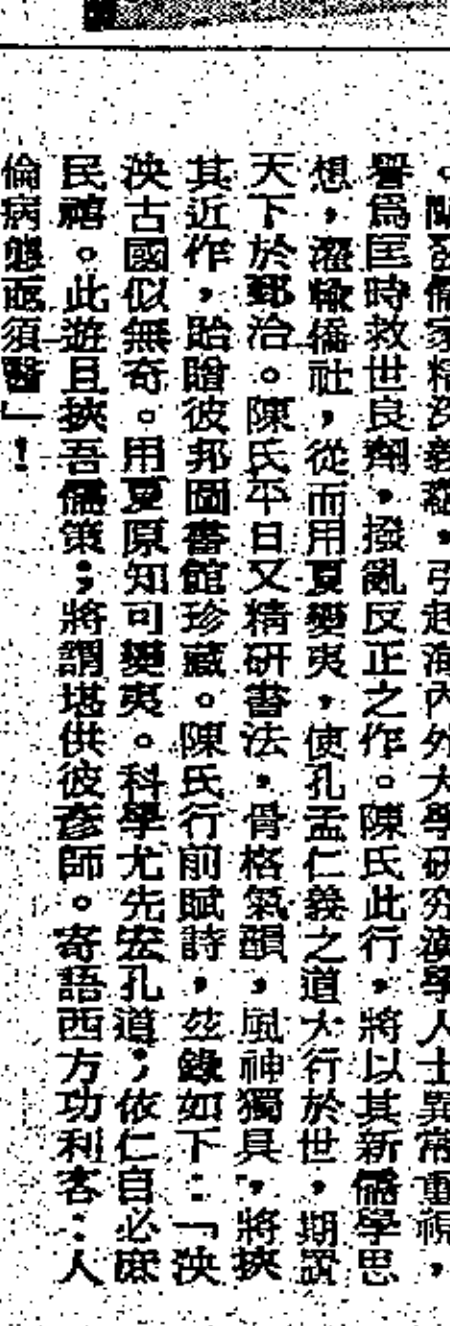 。闡發儒家精決義蘊，引起海內外大學研究漢學人士異常重視，
譽爲匡時救世良劑，撥亂反正之作。陳氏此行，將以其新儒學思
想，灌輸僑社，從而用夏變夷，使孔孟仁義之道大行於世，期躋
天下於郅治。陳氏平日又精研書法，骨格氣韻，風神獨具，將挾
其近作，貽贈彼邦圖書館珍藏。陳氏行前賦詩，玆錄如下：「泱
泱古國似無奇。用夏原知可變夷。科學尤先宏孔道；依仁自必庶
民禧。此遊且挾吾儒策；將謂堪供彼彥師。寄語西方功利客：人
倫病態亟須醫」！